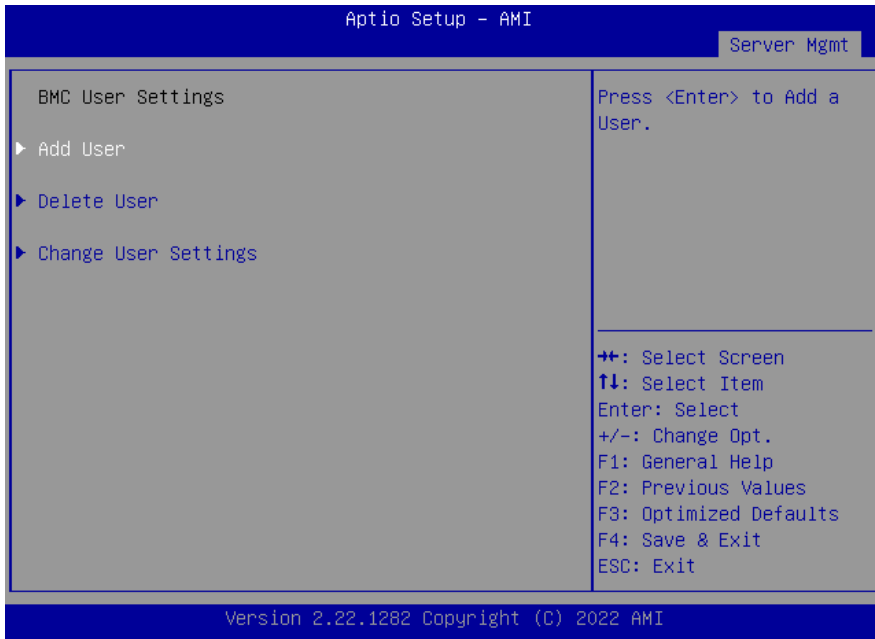 Aptio Setup - AMI
Server Mgmt
BMC User Settings
Add User
Delete User
Change User Settings
Press <Enter> to Add a
User.
→←: Select Screen
↑↓: Select Item
Enter: Select
+/-: Change Opt.
F1: General Help
F2: Previous Values
F3: Optimized Defaults
F4: Save & Exit
ESC: Exit
Version 2.22.1282 Copyright (C) 2022 AMI